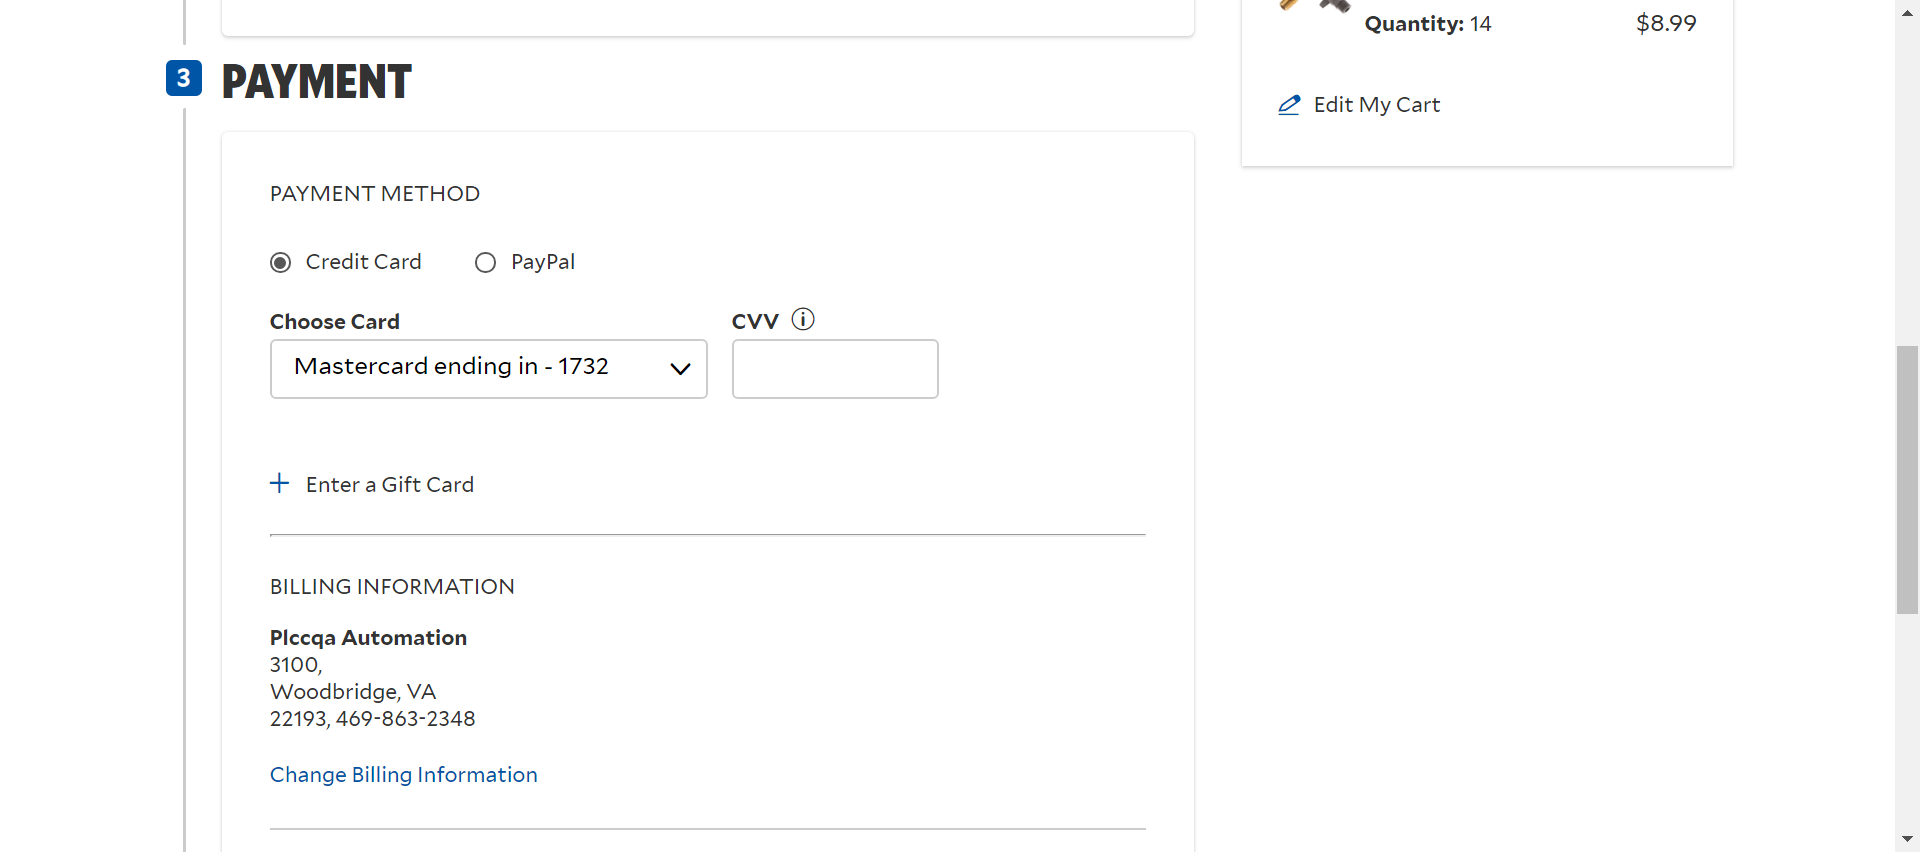 Quantity: 14 $8.99
3 PAYMENT
Edit My Cart
PAYMENT METHOD
Credit Card PayPal
Choose Card CVV
Mastercard ending in - 1732
Enter a Gift Card
BILLING INFORMATION
Plccqa Automation
3100,
Woodbridge, VA
22193, 469-863-2348
Change Billing Information